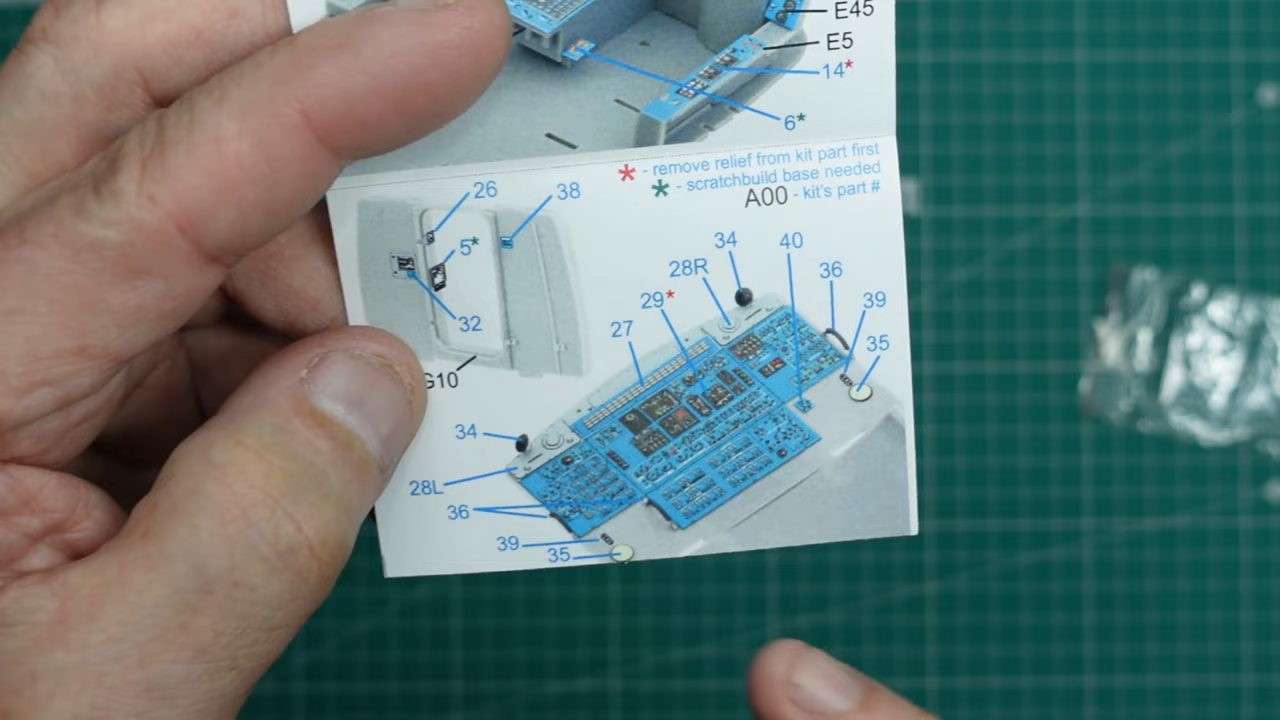 E45
E5
14*
6*
* - remove relief from kit part first
* - scratchbuild base needed
A00 - kit's part #
26
38
5*
32
G10
34
40
28R
36
29*
39
27
35
34
28L
36
39
35